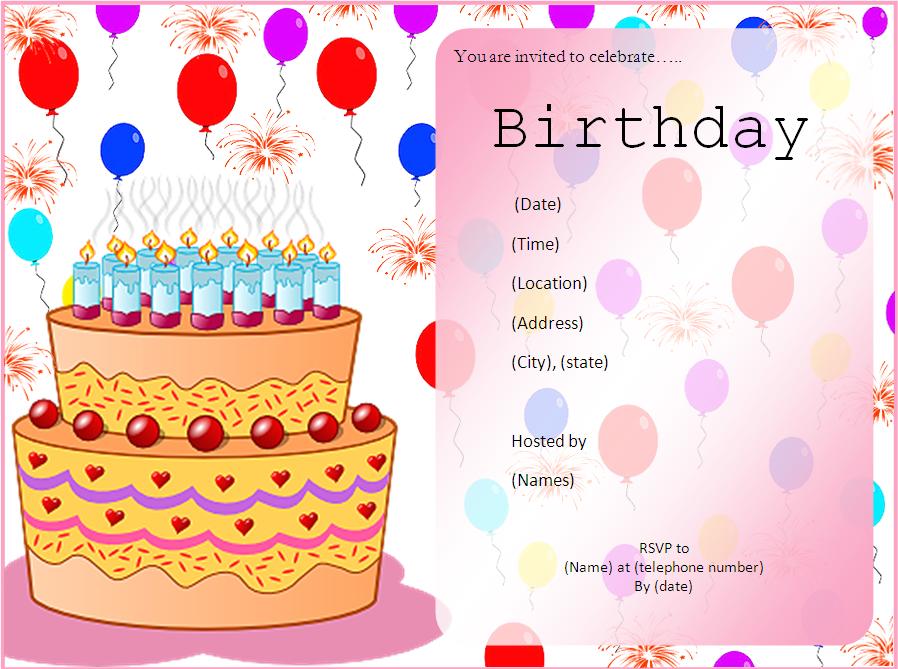 You are invited to celebrate…..
Birthday
(Date)
(Time)
(Location)
(Address)
(City), (state)
Hosted by
(Names)
RSVP to
(Name) at (telephone number)
By (date)